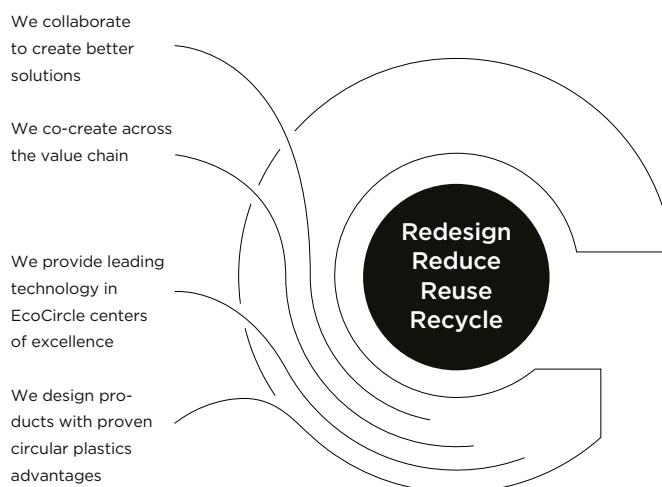 We collaborate
to create better
solutions
We co-create across
the value chain
We provide leading
technology in
EcoCircle centers
of excellence
We design pro-
ducts with proven
circular plastics
advantages
Redesign
Reduce
Reuse
Recycle